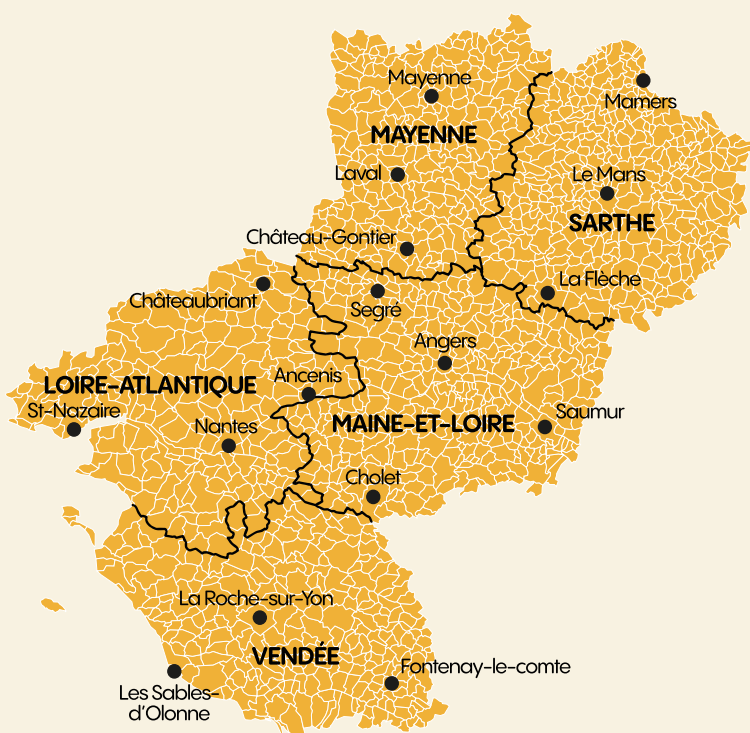 Mayenne
Mamers
MAYENNE
Laval
Le Mans
SARTHE
Château-Gontier
La Flèche
Châteaubriant
Segré
Angers
Ancenis
LOIRE-ATLANTIQUE
St-Nazaire
Saumur
MAINE-ET-LOIRE
Nantes
Cholet
La Roche-sur-Yon
VENDÉE
Fontenay-le-comte
Les Sables-
d'Olonne